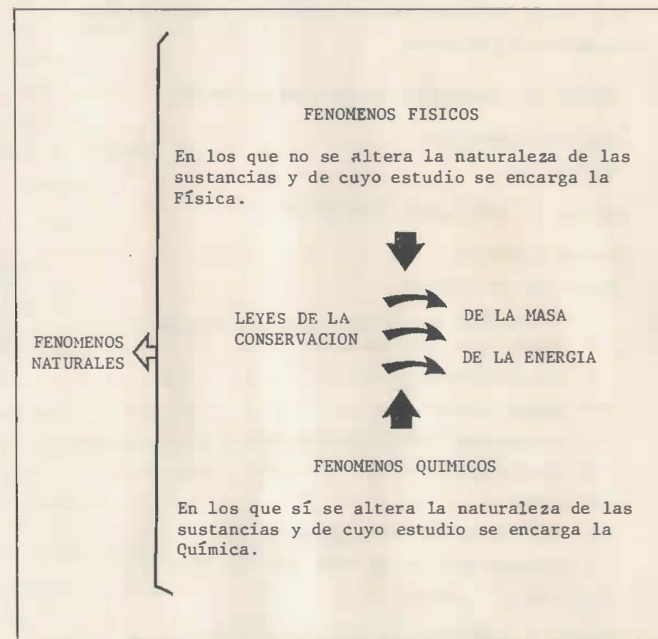 FENOMENOS FISICOS
En los que no se altera la naturaleza de las
sustancias y de cuyo estudio se encarga la
Física.
LEYES DE LA
CONSERVACION
DE LA MASA
DE LA ENERGIA
FENOMENOS
NATURALES
FENOMENOS QUIMICOS
En los que sí se altera la naturaleza de las
sustancias y de cuyo estudio se encarga la
Química.